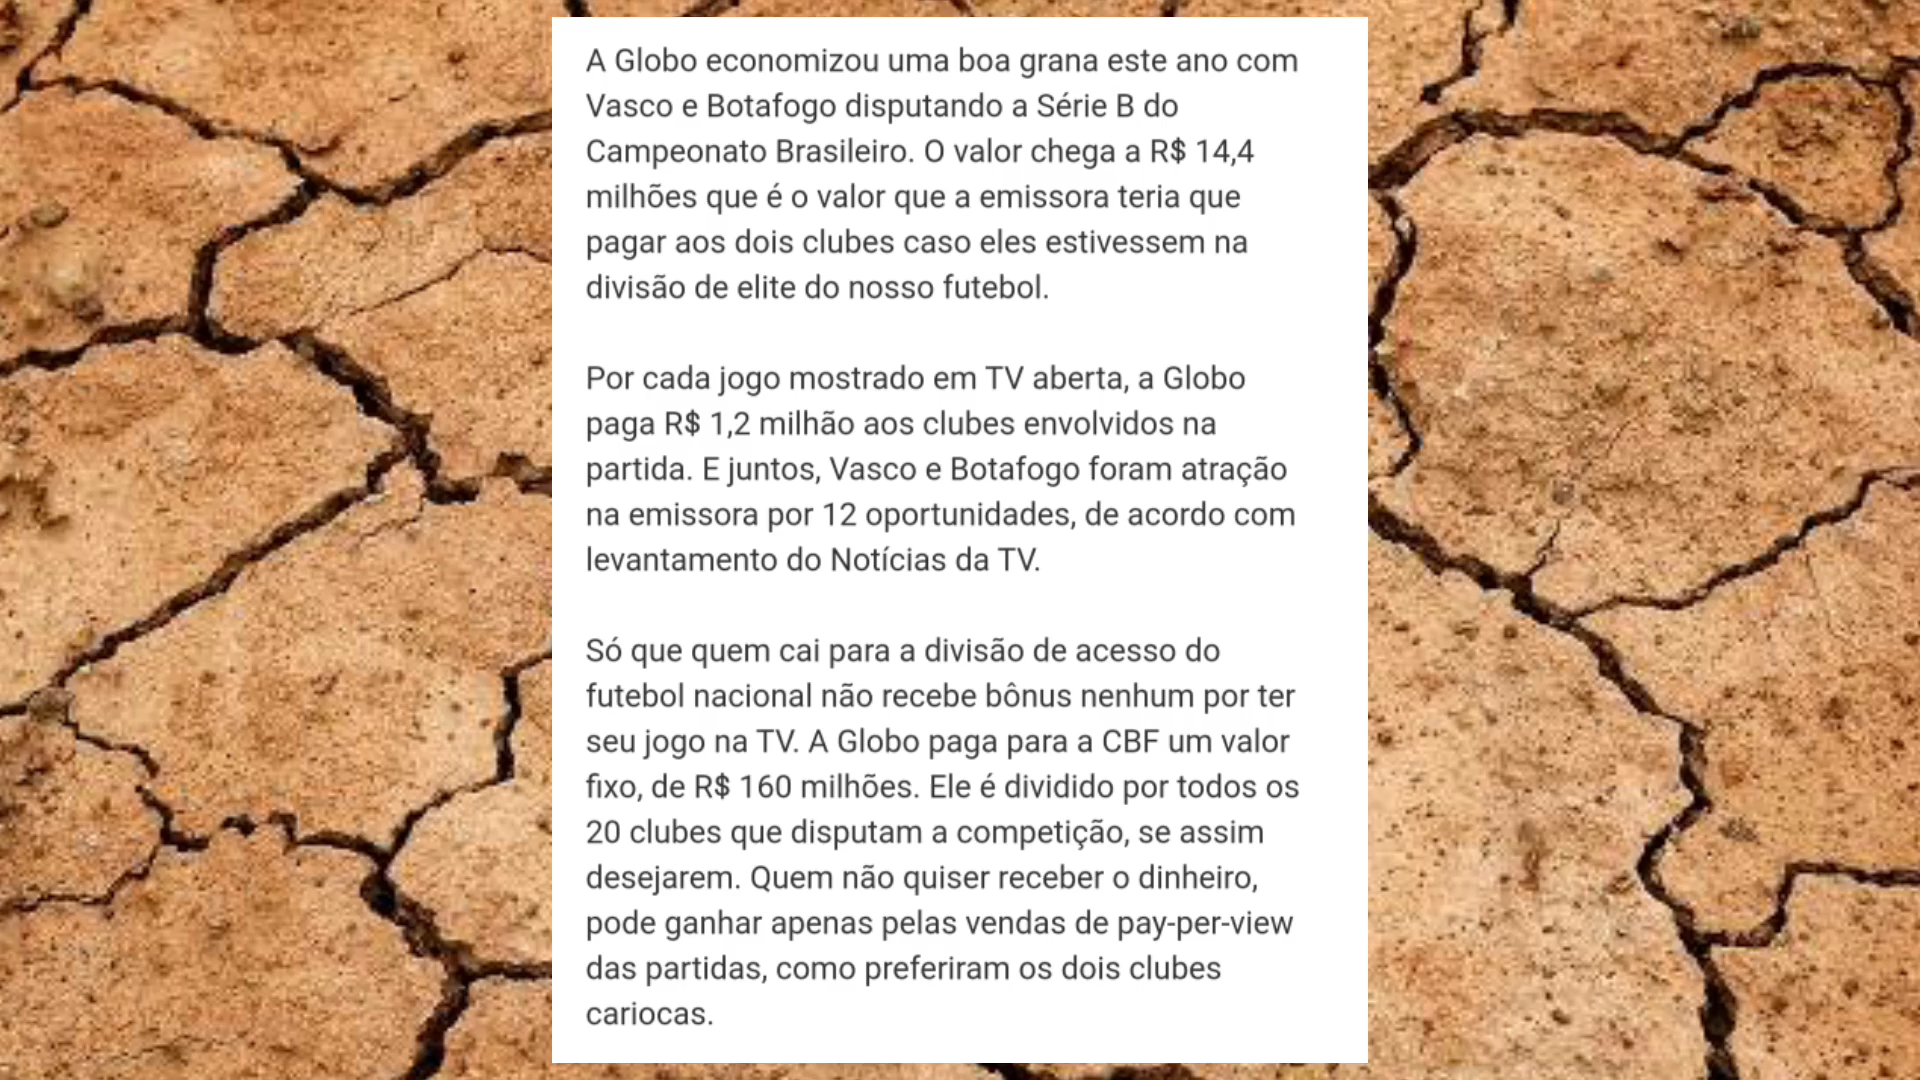 A Globo economizou uma boa grana este ano com
Vasco e Botafogo disputando a Série B do
Campeonato Brasileiro. O valor chega a R$ 14,4
milhões que é o valor que a emissora teria que
pagar aos dois clubes caso eles estivessem na
divisão de elite do nosso futebol.
Por cada jogo mostrado em TV aberta, a Globo
paga R$ 1,2 milhão aos clubes envolvidos na
partida. E juntos, Vasco e Botafogo foram atração
na emissora por 12 oportunidades, de acordo com
levantamento do Notícias da TV.
Só que quem cai para a divisão de acesso do
futebol nacional não recebe bônus nenhum por ter
seu jogo na TV. A Globo paga para a CBF um valor
fixo, de R$ 160 milhões. Ele é dividido por todos os
20 clubes que disputam a competição, se assim
desejarem. Quem não quiser receber o dinheiro,
pode ganhar apenas pelas vendas de pay-per-view
das partidas, como preferiram os dois clubes
cariocas.